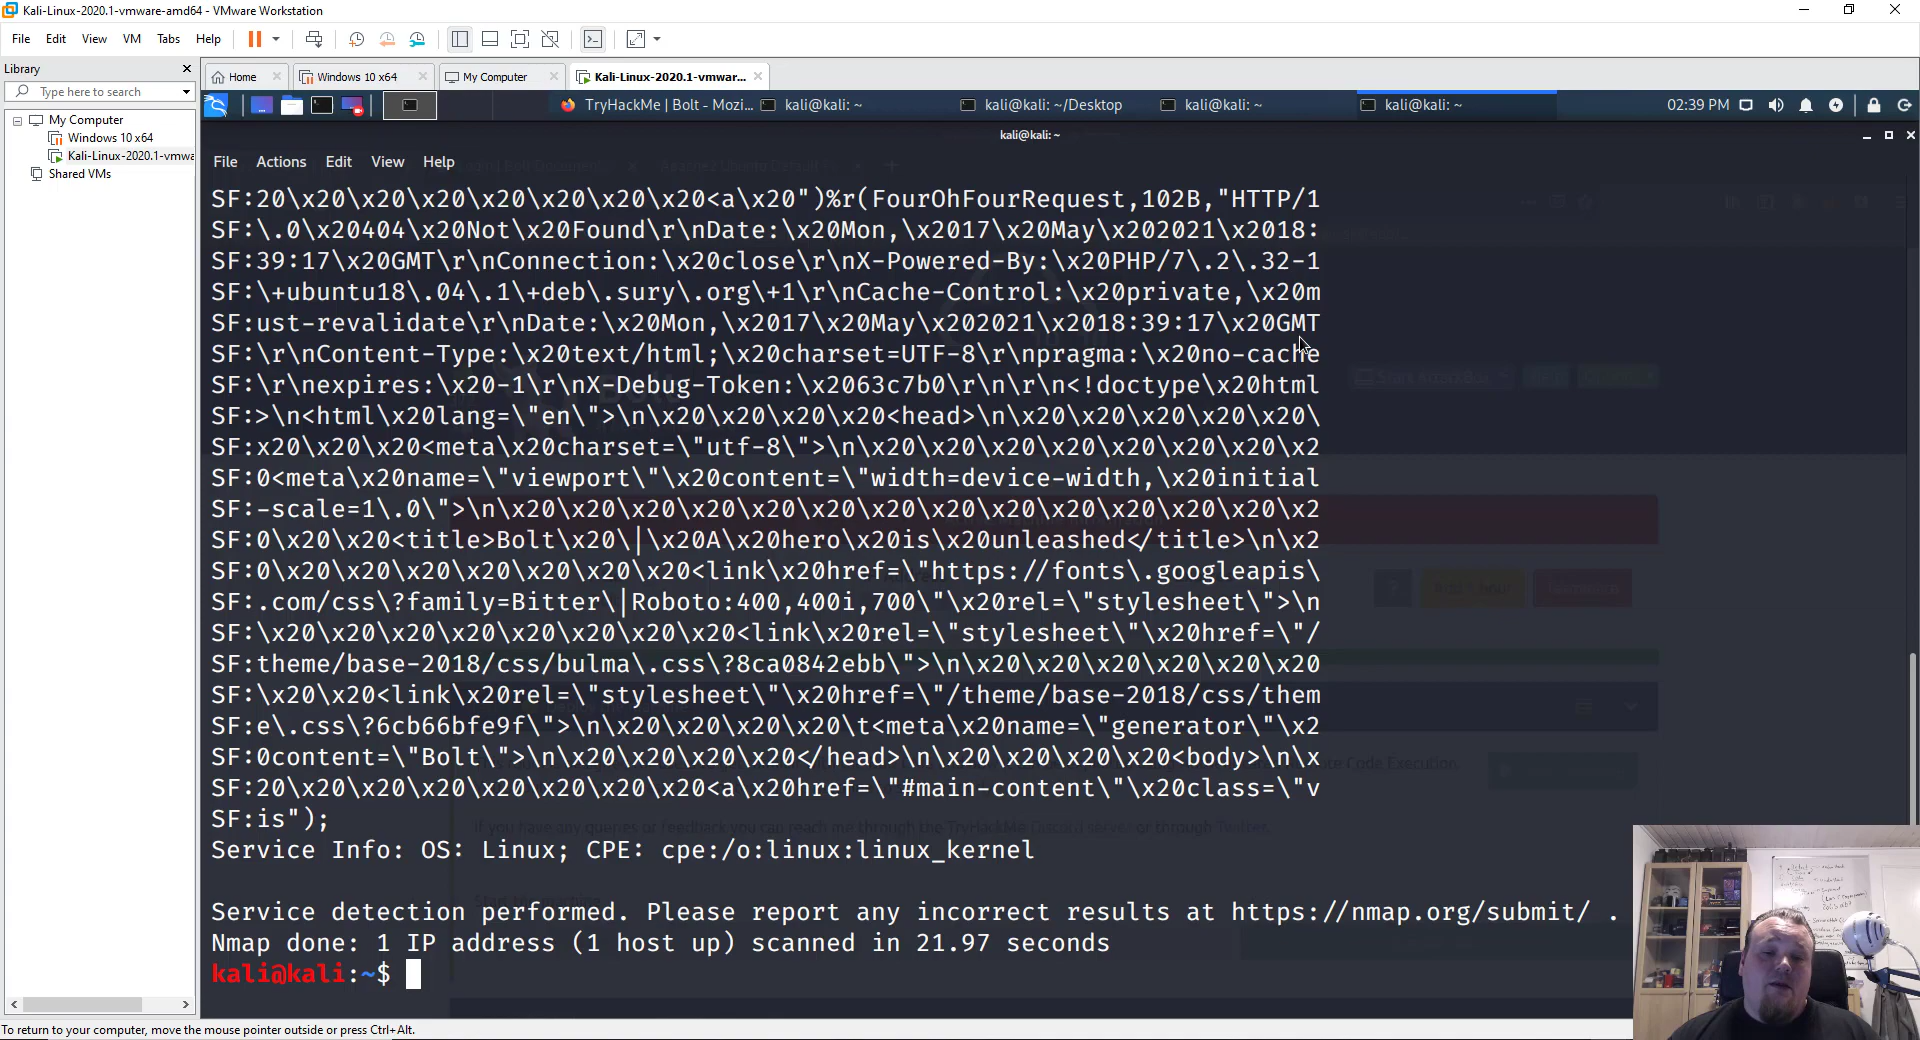 Kali-Linux-2020.1-vmware-amd64 - VMware Workstation
File Edit View VM Tabs Help
Library
Home Windows 10 x64 My Computer Kali-Linux-2020.1-vmwar...
Type here to search
My Computer
Windows 10 x64
Kali-Linux-2020.1-vmwa
Shared VMs
TryHackMe | Bolt - Mozi... kali@kali: ~ kali@kali: ~/Desktop kali@kali: ~ kali@kali: ~ 02:39 PM
kali@kali: ~
File Actions Edit View Help
SF:20\x20\x20\x20\x20\x20\x20\x20<a\x20")%r(FourOhFourRequest,102B,"HTTP/1
SF:\.0\x20404\x20Not\x20Found\r\nDate:\x20Mon,\x2017\x20May\x202021\x2018:
SF:39:17\x20GMT\r\nConnection:\x20close\r\nX-Powered-By:\x20PHP/7\.2\.32-1
SF:\+ubuntu18\.04\.1\+deb\.sury\.org\+1\r\nCache-Control:\x20private,\x20m
SF:ust-revalidate\r\nDate:\x20Mon,\x2017\x20May\x202021\x2018:39:17\x20GMT
SF:\r\nContent-Type:\x20text/html;\x20charset=UTF-8\r\npragma:\x20no-cache
SF:\r\nexpires:\x20-1\r\nX-Debug-Token:\x2063c7b0\r\n\r\n<!doctype\x20html
SF:>\n<html\x20lang=\"en\">\n\x20\x20\x20\x20<head>\n\x20\x20\x20\x20\x20\
SF:x20\x20\x20<meta\x20charset=\"utf-8\">\n\x20\x20\x20\x20\x20\x20\x20\x2
SF:0<meta\x20name=\"viewport\"\x20content=\"width=device-width,\x20initial
SF:-scale=1\.0\">\n\x20\x20\x20\x20\x20\x20\x20\x20\x20\x20\x20\x20\x20\x2
SF:0\x20\x20<title>Bolt\x20\|\x20A\x20hero\x20is\x20unleashed</title>\n\x2
SF:0\x20\x20\x20\x20\x20\x20\x20<link\x20href=\"https://fonts\.googleapis\
SF:.com/css\?family=Bitter\|Roboto:400,400i,700\"\x20rel=\"stylesheet\">\n
SF:\x20\x20\x20\x20\x20\x20\x20\x20<link\x20rel=\"stylesheet\"\x20href=\"/
SF:theme/base-2018/css/bulma\.css\?8ca0842ebb\">\n\x20\x20\x20\x20\x20\x20
SF:\x20\x20<link\x20rel=\"stylesheet\"\x20href=\"/theme/base-2018/css/them
SF:e\.css\?6cb66bfe9f\">\n\x20\x20\x20\x20\t<meta\x20name=\"generator\"\x2
SF:0content=\"Bolt\">\n\x20\x20\x20\x20</head>\n\x20\x20\x20\x20<body>\n\x
SF:20\x20\x20\x20\x20\x20\x20\x20<a\x20href=\"#main-content\"\x20class=\"v
SF:is");
Service Info: OS: Linux; CPE: cpe:/o:linux:linux_kernel
Service detection performed. Please report any incorrect results at https://nmap.org/submit/ .
Nmap done: 1 IP address (1 host up) scanned in 21.97 seconds
kali@kali:~$
To return to your computer, move the mouse pointer outside or press Ctrl+Alt.